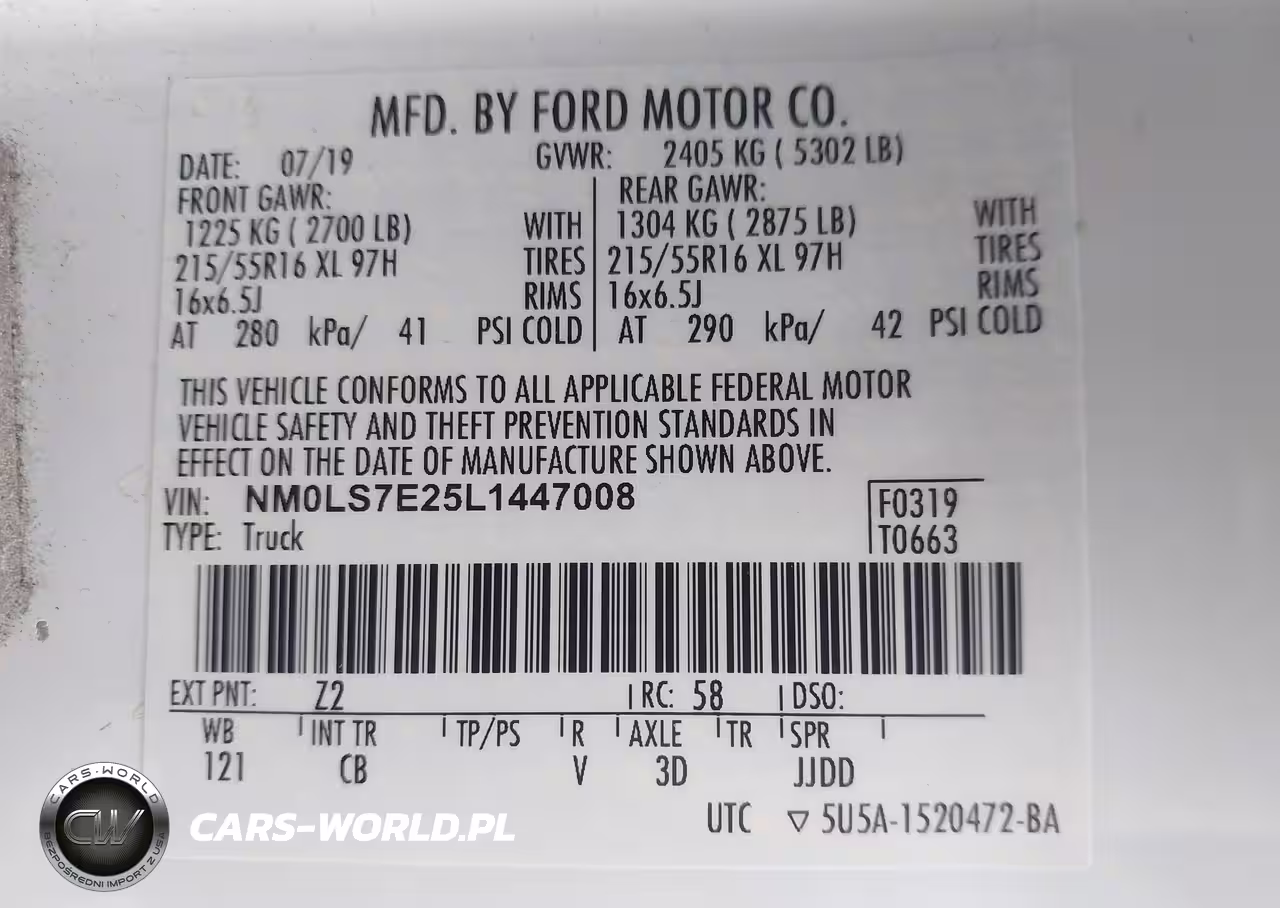 MFD. BY FORD MOTOR CO.
DATE: 07/19 GVWR: 2405 KG ( 5302 LB)
FRONT GAWR: REAR GAWR:
1225 KG ( 2700 LB) WITH 1304 KG ( 2875 LB) WITH
215/55R16 XL 97H TIRES 215/55R16 XL 97H TIRES
16x6.5J RIMS 16x6.5J RIMS
AT 280 kPa/ 41 PSI COLD AT 290 kPa/ 42 PSI COLD
THIS VEHICLE CONFORMS TO ALL APPLICABLE FEDERAL MOTOR
VEHICLE SAFETY AND THEFT PREVENTION STANDARDS IN
EFFECT ON THE DATE OF MANUFACTURE SHOWN ABOVE.
VIN: NM0LS7E25L1447008 F0319
TYPE: Truck T0663
EXT PNT: Z2 RC: 58 DSO:
WB INT TR TP/PS R AXLE TR SPR
121 CB V 3D JJDD
UTC ▽ 5U5A-1520472-BA
CARS-WORLD
CW
BEZPOŚREDNI IMPORT Z USA
CARS-WORLD.PL